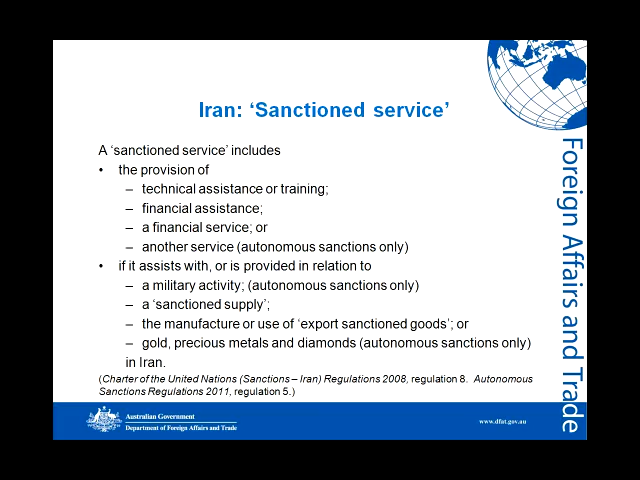 Iran: ‘Sanctioned service’
A ‘sanctioned service’ includes
• the provision of
– technical assistance or training;
– financial assistance;
– a financial service; or
– another service (autonomous sanctions only)
• if it assists with, or is provided in relation to
– a military activity; (autonomous sanctions only)
– a ‘sanctioned supply’;
– the manufacture or use of ‘export sanctioned goods’; or
– gold, precious metals and diamonds (autonomous sanctions only)
in Iran.
(Charter of the United Nations (Sanctions – Iran) Regulations 2008, regulation 8. Autonomous
Sanctions Regulations 2011, regulation 5.)
Foreign Affairs and Trade
Australian Government
Department of Foreign Affairs and Trade
www.dfat.gov.au